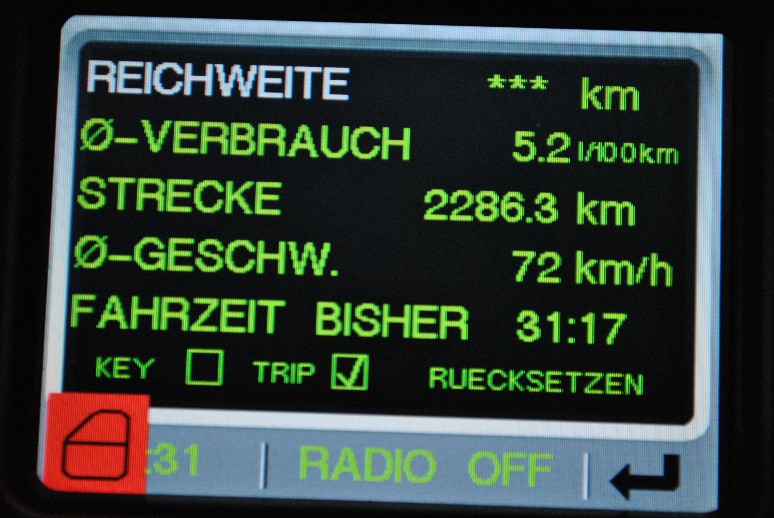 REICHWEITE *** km
Ø-VERBRAUCH 5.2 l/100km
STRECKE 2286.3 km
Ø-GESCHW. 72 km/h
FAHRZEIT BISHER 31:17
KEY TRIP RUECKSETZEN
:31 RADIO OFF